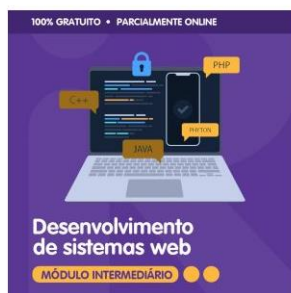 100% GRATUITO • PARCIALMENTE ONLINE
PHP
C++
PHYTON
JAVA
Desenvolvimento
de sistemas web
MÓDULO INTERMEDIÁRIO